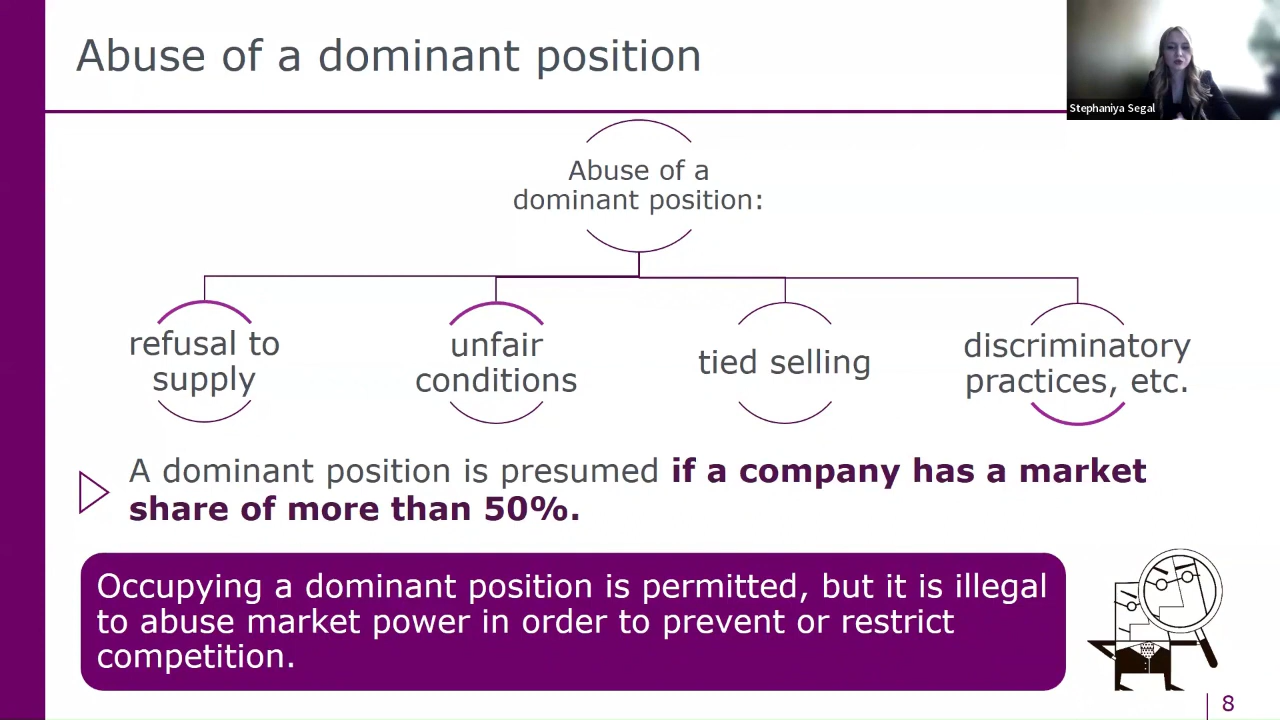 Abuse of a dominant position
Stephaniya Segal
Abuse of a
dominant position:
refusal to
supply
unfair
conditions
tied selling
discriminatory
practices, etc.
A dominant position is presumed if a company has a market
share of more than 50%.
Occupying a dominant position is permitted, but it is illegal
to abuse market power in order to prevent or restrict
competition.
8